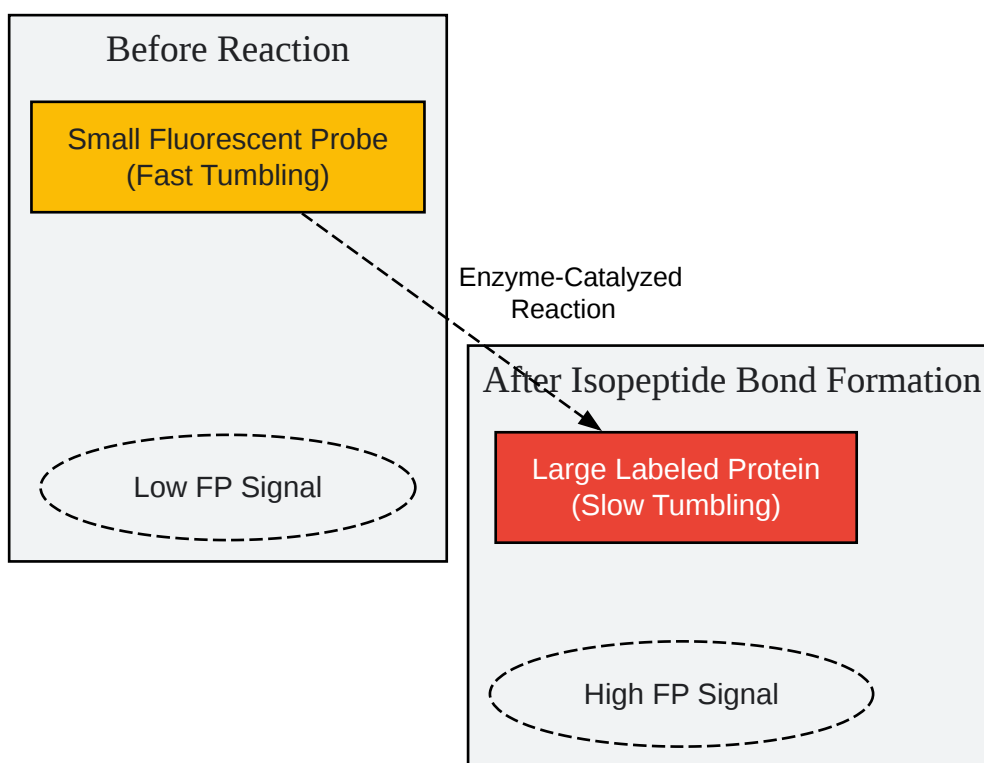 Before Reaction
Small Fluorescent Probe
(Fast Tumbling)
Low FP Signal
Enzyme-Catalyzed
Reaction
After Isopeptide Bond Formation
Large Labeled Protein
(Slow Tumbling)
High FP Signal